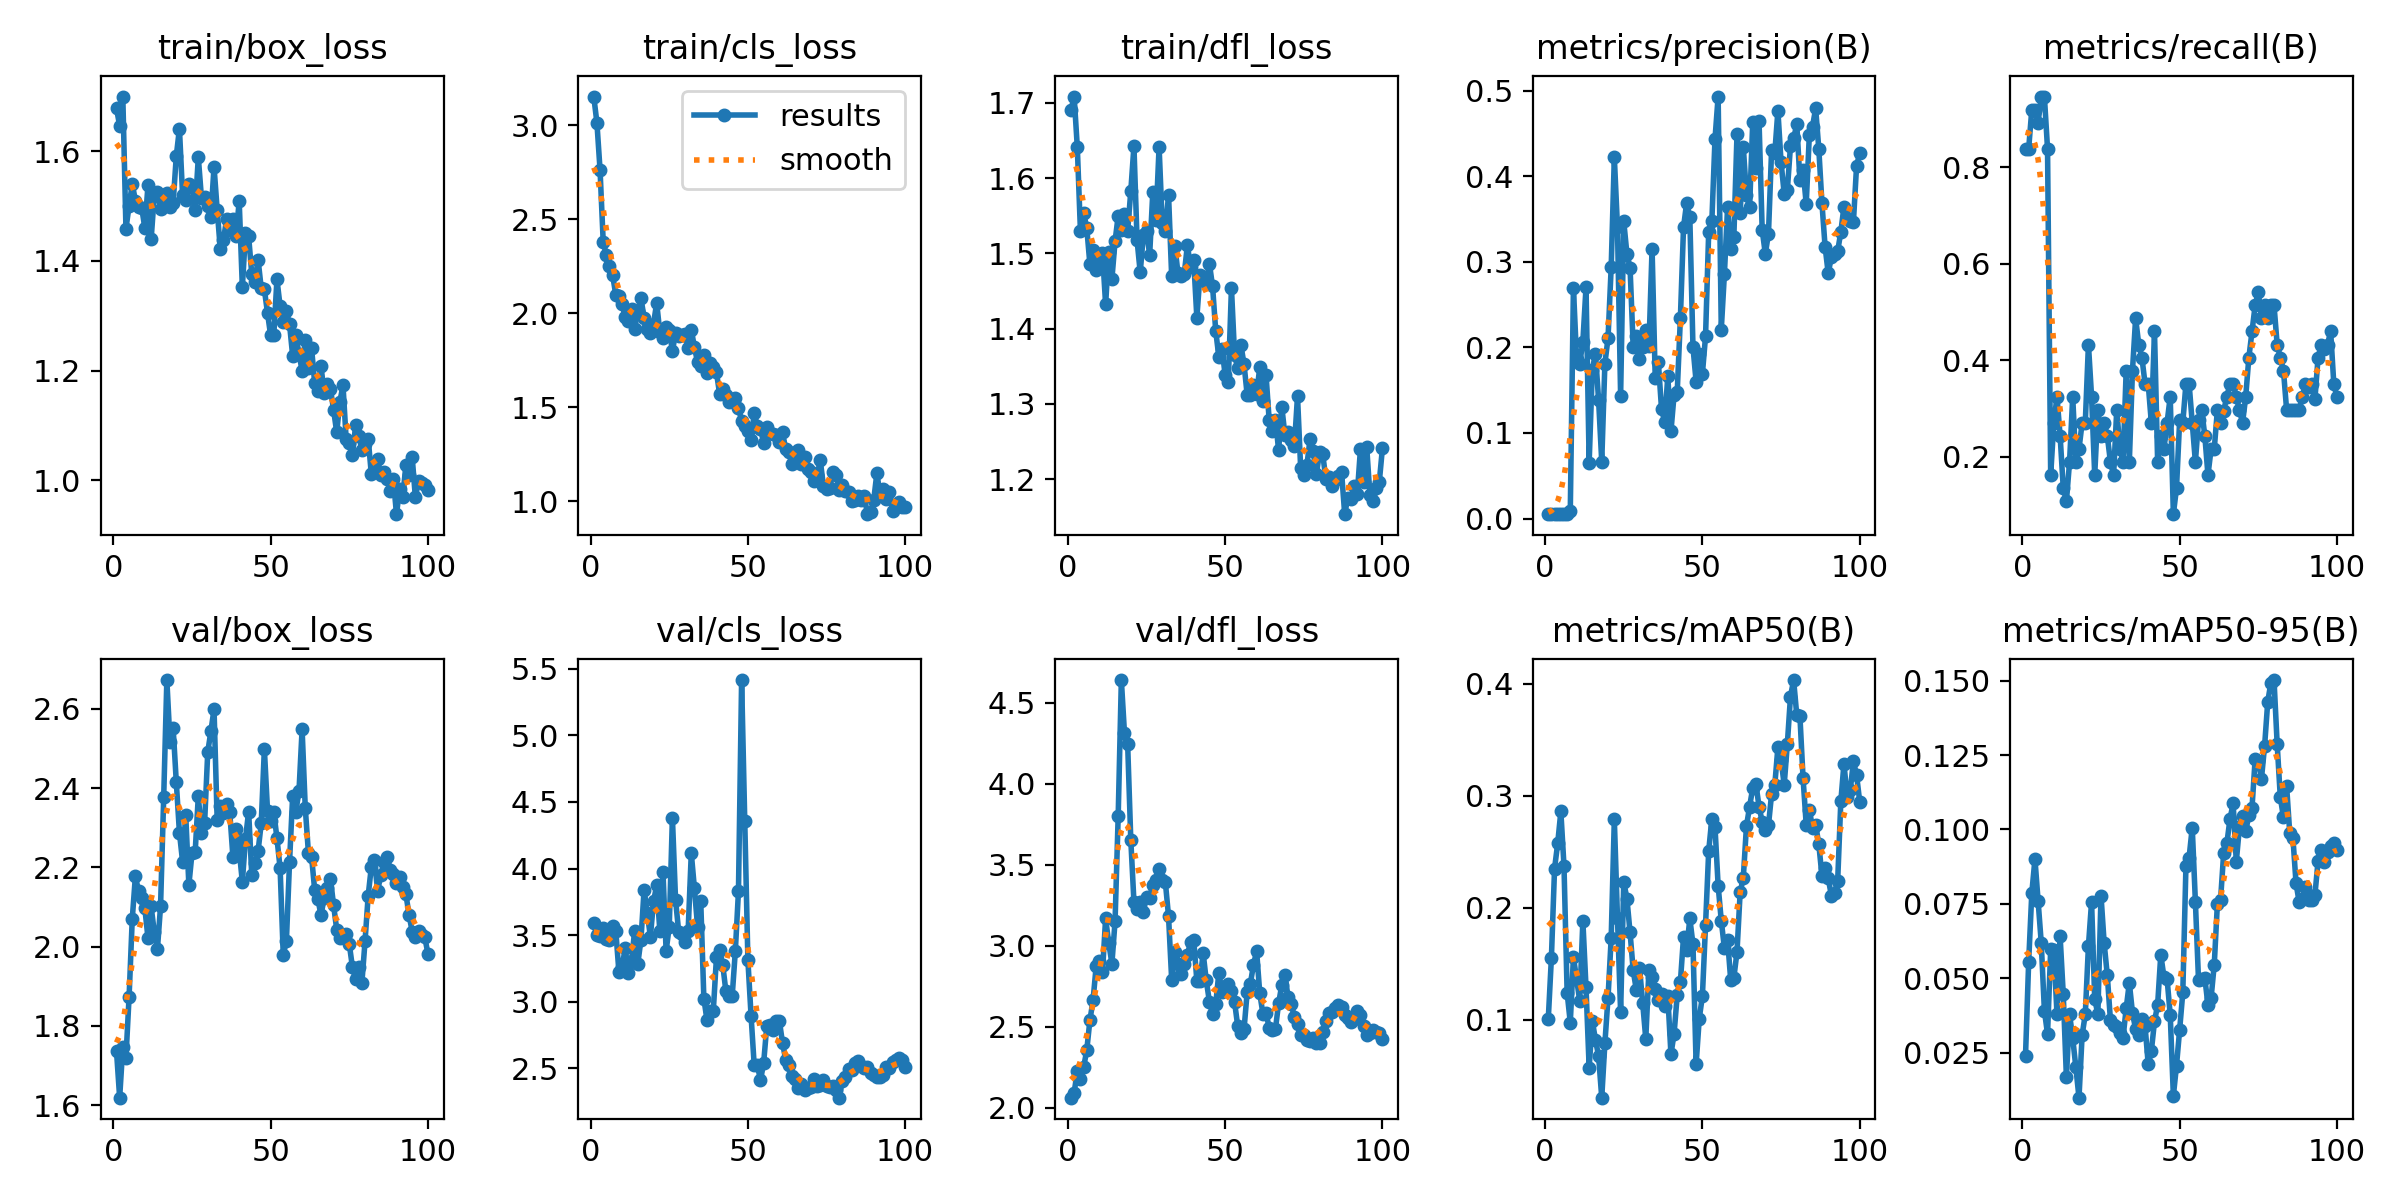 train/box_loss
1.6
1.4
1.2
1.0
0 50 100
train/cls_loss
results
smooth
3.0
2.5
2.0
1.5
1.0
0 50 100
train/dfl_loss
1.7
1.6
1.5
1.4
1.3
1.2
0 50 100
metrics/precision(B)
0.5
0.4
0.3
0.2
0.1
0.0
0 50 100
metrics/recall(B)
0.8
0.6
0.4
0.2
0 50 100
val/box_loss
2.6
2.4
2.2
2.0
1.8
1.6
0 50 100
val/cls_loss
5.5
5.0
4.5
4.0
3.5
3.0
2.5
0 50 100
val/dfl_loss
4.5
4.0
3.5
3.0
2.5
2.0
0 50 100
metrics/mAP50(B)
0.4
0.3
0.2
0.1
0 50 100
metrics/mAP50-95(B)
0.150
0.125
0.100
0.075
0.050
0.025
0 50 100